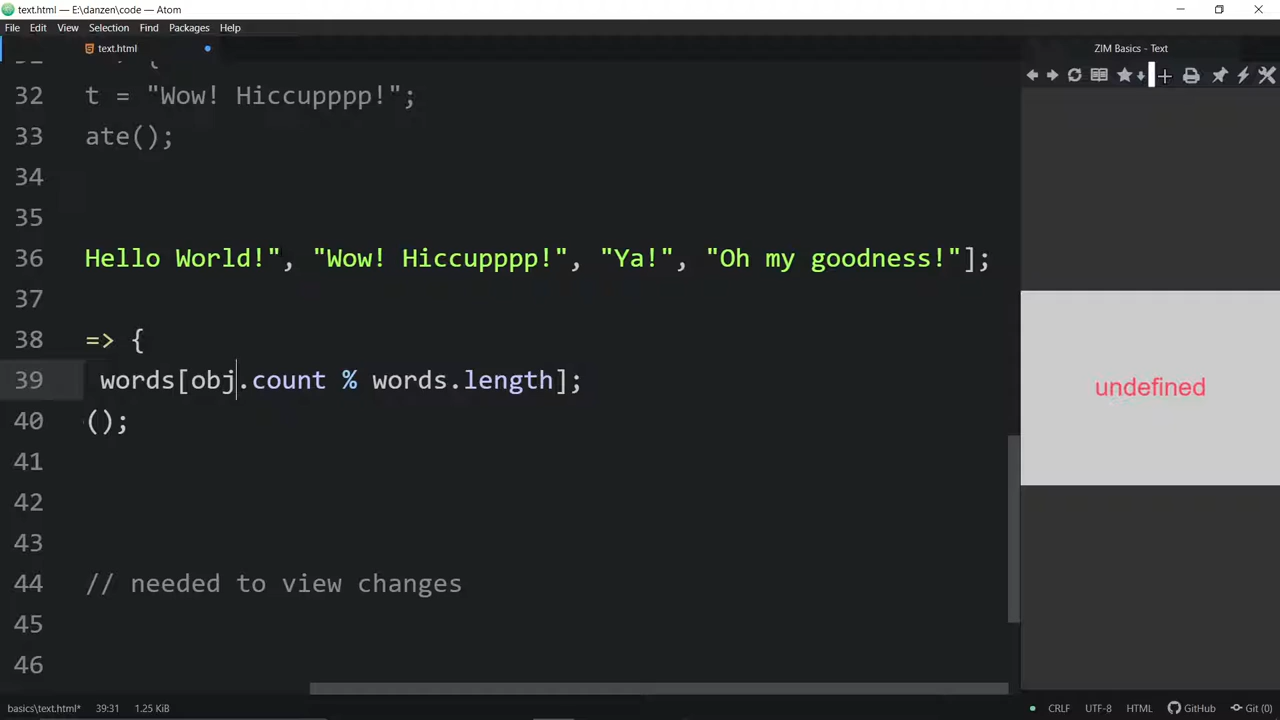 text.html — E:\danzen\code — Atom
File Edit View Selection Find Packages Help
text.html
ZIM Basics - Text
32 t = "Wow! Hiccupppp!";
33 ate();
34
35
36 Hello World!", "Wow! Hiccupppp!", "Ya!", "Oh my goodness!"];
37
38 => {
39 words[obj.count % words.length];
40 ();
41
42
43
44 // needed to view changes
45
46
undefined
basics\text.html* 39:31 1.25 KiB CRLF UTF-8 HTML GitHub Git (0)